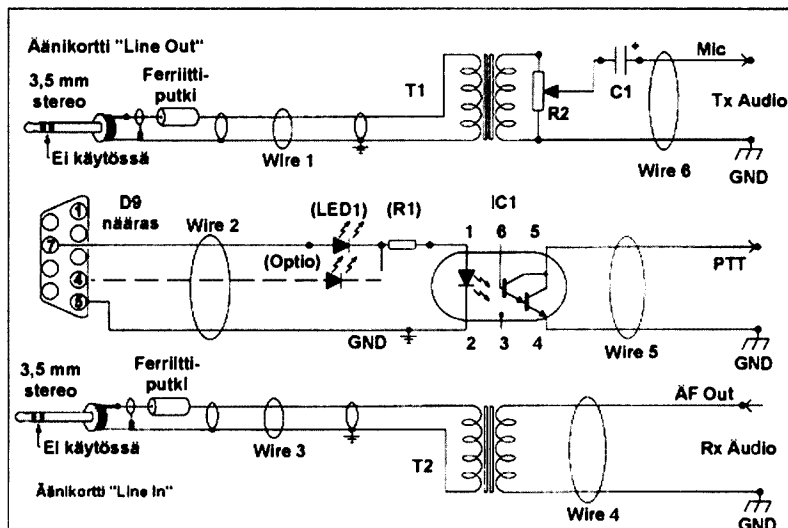 Äänikortti "Line Out"
3,5 mm
stereo
Ferriitti-
putki
Ei käytössä
Wire 1
T1
R2
C1
+
Mic
Tx Audio
Wire 6
GND
D9
nääras
1
7
4
5
Wire 2
(LED1)
(R1)
(Optio)
GND
IC1
1
6
5
2
3
4
PTT
Wire 5
GND
3,5 mm
stereo
Ferriitti-
putki
Ei käytössä
Wire 3
T2
ÄF Out
Rx Äudio
Wire 4
GND
Äänikortti "Line In"